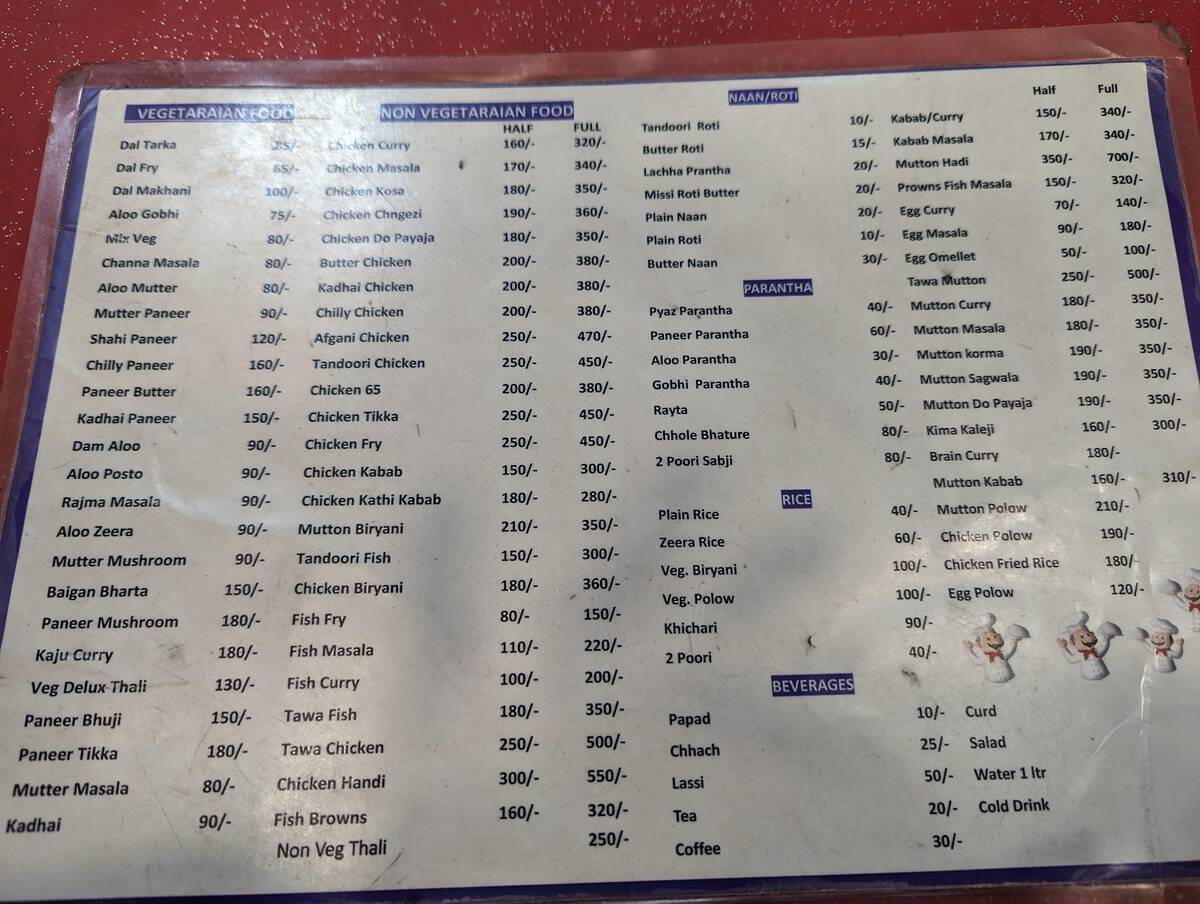 VEGETARAIAN FOOD
Dal Tarka
Dal Fry 65/-
Dal Makhani 100/-
Aloo Gobhi 75/-
Mix Veg 80/-
Channa Masala 80/-
Aloo Mutter 80/-
Mutter Paneer 90/-
Shahi Paneer 120/-
Chilly Paneer 160/-
Paneer Butter 160/-
Kadhai Paneer 150/-
Dam Aloo 90/-
Aloo Posto 90/-
Rajma Masala 90/-
Aloo Zeera 90/-
Mutter Mushroom 90/-
Baigan Bharta 150/-
Paneer Mushroom 180/-
Kaju Curry 180/-
Veg Delux Thali 130/-
Paneer Bhuji 150/-
Paneer Tikka 180/-
Mutter Masala 80/-
Kadhai 90/-
NON VEGETARAIAN FOOD
HALF FULL
Chicken Curry 160/- 320/-
Chicken Masala 170/- 340/-
Chicken Kosa 180/- 350/-
Chicken Chngezi 190/- 360/-
Chicken Do Payaja 180/- 350/-
Butter Chicken 200/- 380/-
Kadhai Chicken 200/- 380/-
Chilly Chicken 200/- 380/-
Afgani Chicken 250/- 470/-
Tandoori Chicken 250/- 450/-
Chicken 65 200/- 380/-
Chicken Tikka 250/- 450/-
Chicken Fry 250/- 450/-
Chicken Kabab 150/- 300/-
Chicken Kathi Kabab 180/- 280/-
Mutton Biryani 210/- 350/-
Tandoori Fish 150/- 300/-
Chicken Biryani 180/- 360/-
Fish Fry 80/- 150/-
Fish Masala 110/- 220/-
Fish Curry 100/- 200/-
Tawa Fish 180/- 350/-
Tawa Chicken 250/- 500/-
Chicken Handi 300/- 550/-
Fish Browns 160/- 320/-
Non Veg Thali 250/-
NAAN/ROTI
Tandoori Roti 10/-
Butter Roti 15/-
Lachha Prantha 20/-
Missi Roti Butter 20/-
Plain Naan 20/-
Plain Roti 10/-
Butter Naan 30/-
PARANTHA
Pyaz Parantha 40/-
Paneer Parantha 60/-
Aloo Parantha 30/-
Gobhi Parantha 40/-
Rayta 50/-
Chhole Bhature 80/-
2 Poori Sabji 80/-
RICE
Plain Rice 40/-
Zeera Rice 60/-
Veg. Biryani 100/-
Veg. Polow 100/-
Khichari 90/-
2 Poori 40/-
BEVERAGES
Papad 10/-
Chhach 25/-
Lassi 50/-
Tea 20/-
Coffee 30/-
Half Full
Kabab/Curry 150/- 340/-
Kabab Masala 170/- 340/-
Mutton Hadi 350/- 700/-
Prowns Fish Masala 150/- 320/-
Egg Curry 70/- 140/-
Egg Masala 90/- 180/-
Egg Omellet 50/- 100/-
Tawa Mutton 250/- 500/-
Mutton Curry 180/- 350/-
Mutton Masala 180/- 350/-
Mutton korma 190/- 350/-
Mutton Sagwala 190/- 350/-
Mutton Do Payaja 190/- 350/-
Kima Kaleji 160/- 300/-
Brain Curry 180/-
Mutton Kabab 160/- 310/-
Mutton Polow 210/-
Chicken Polow 190/-
Chicken Fried Rice 180/-
Egg Polow 120/-
Curd
Salad
Water 1 ltr
Cold Drink